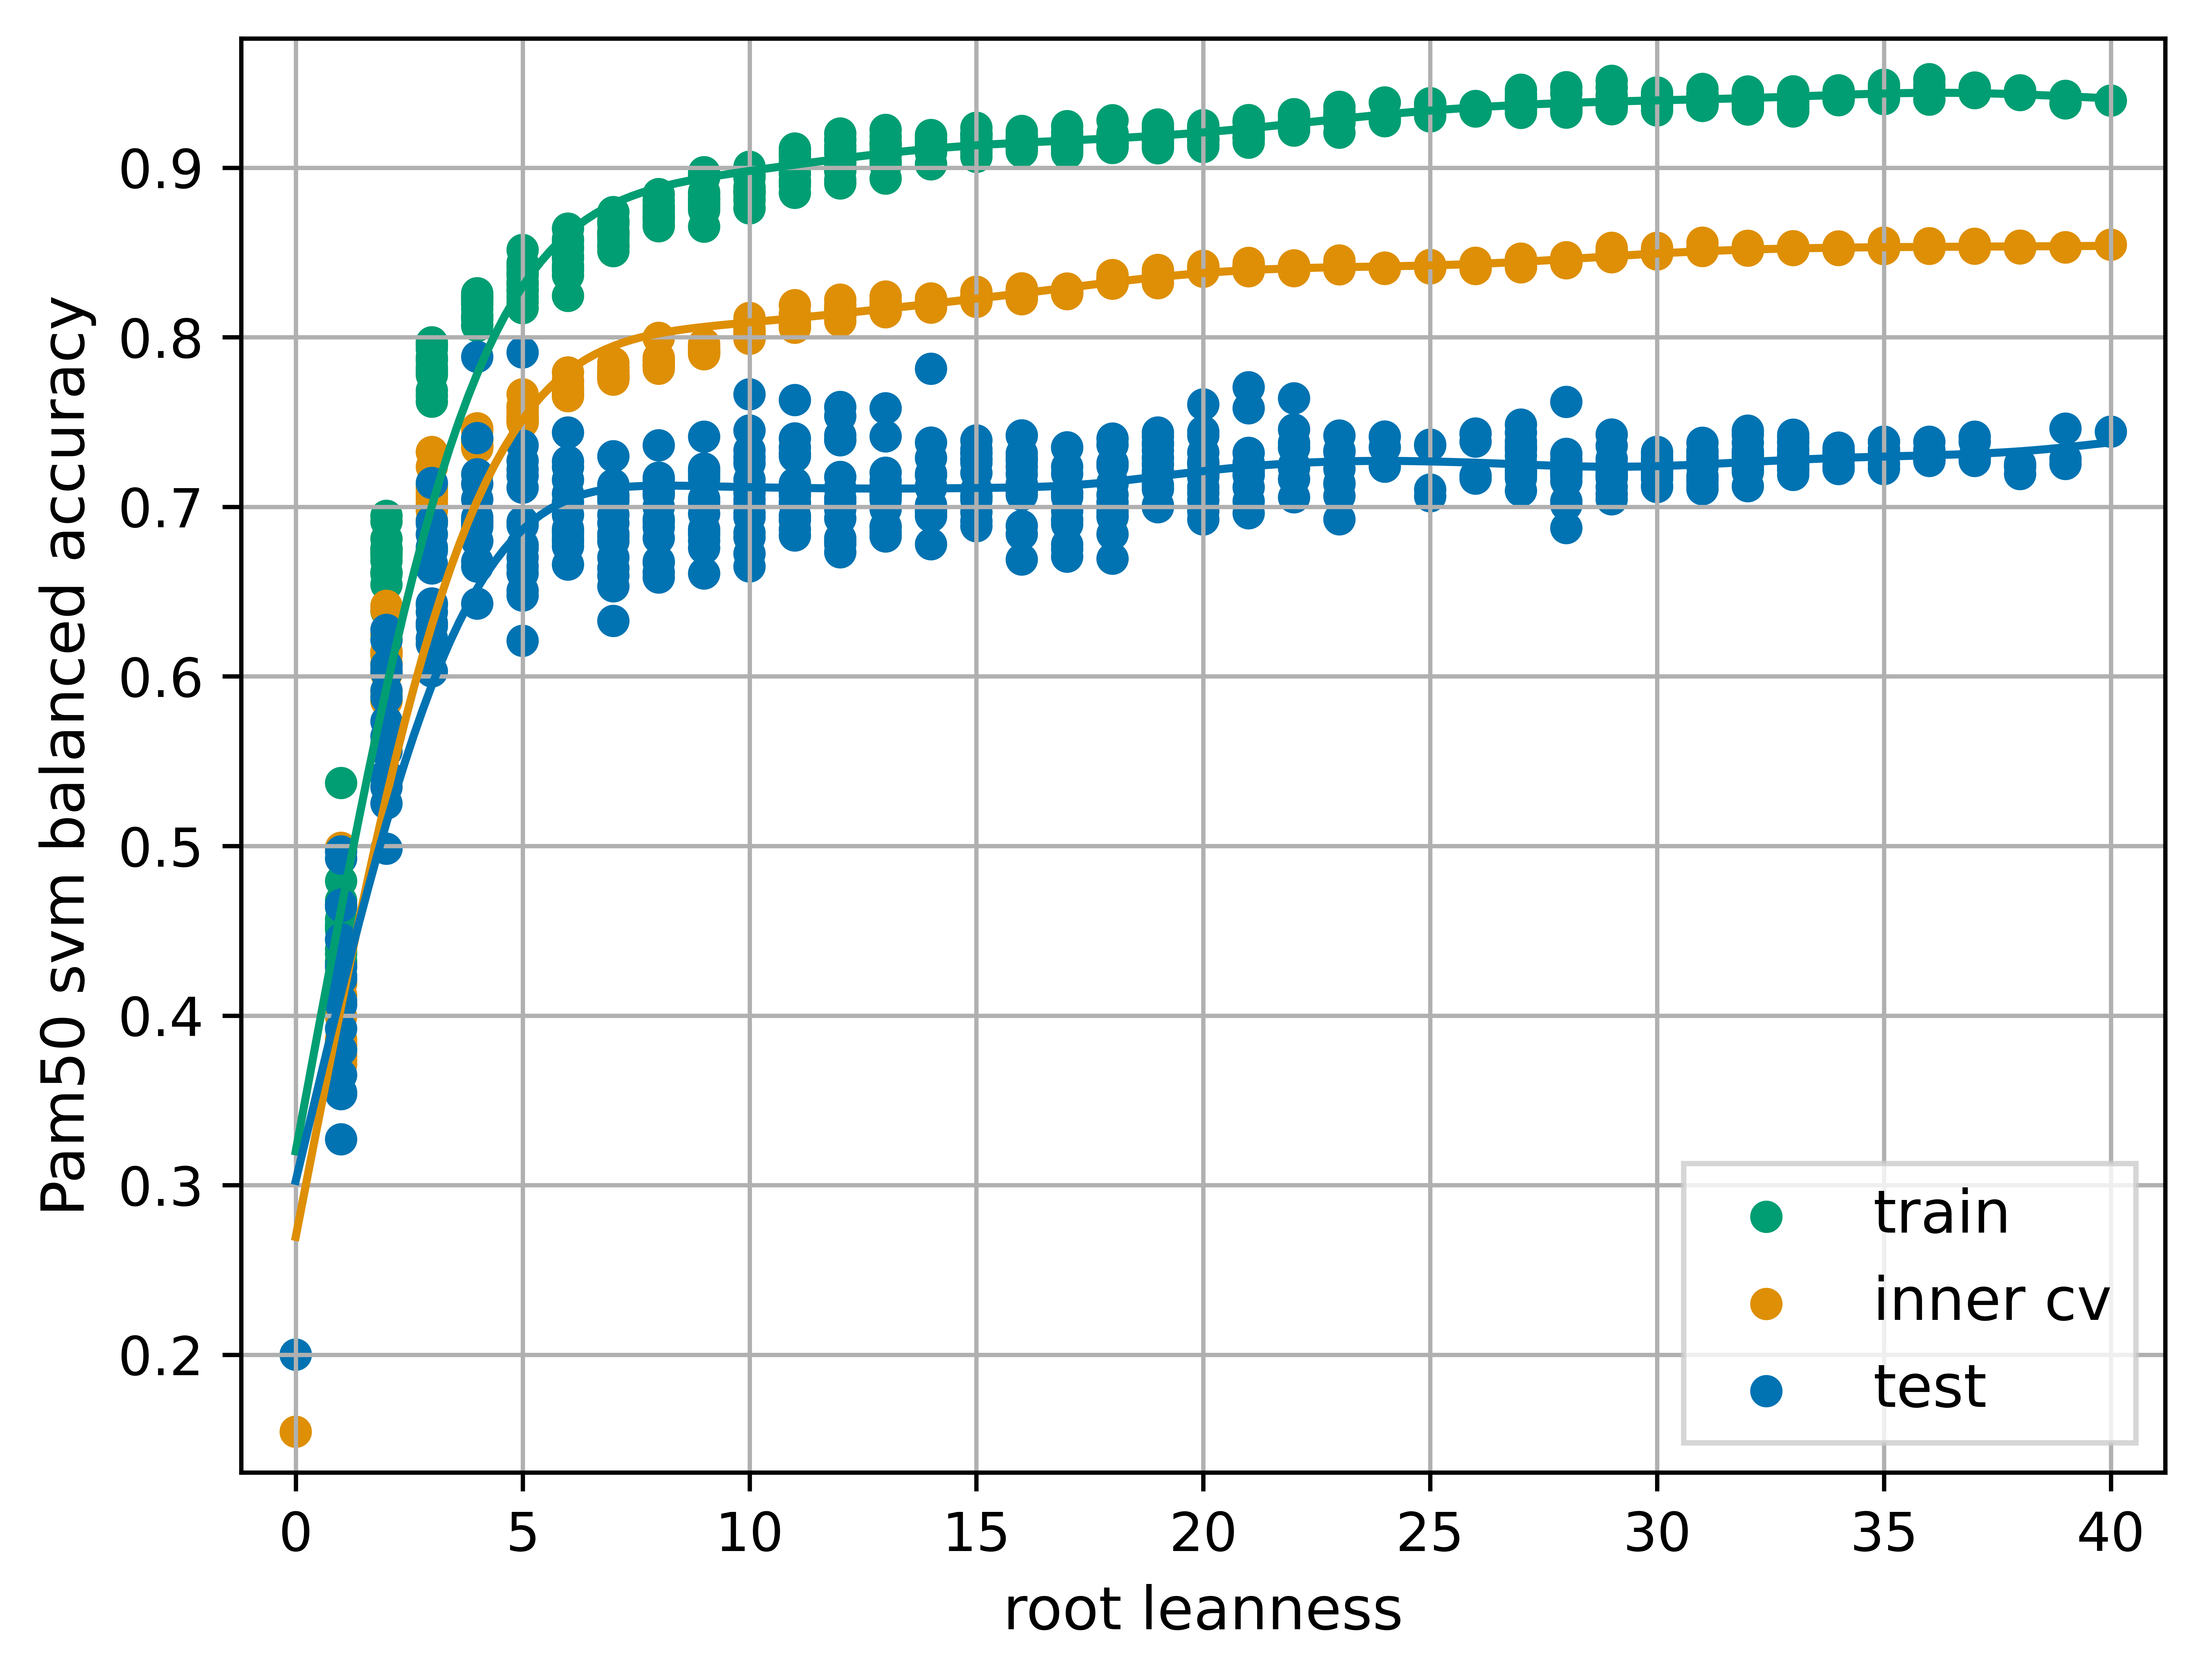 Pam50 svm balanced accuracy
0.9
0.8
0.7
0.6
0.5
0.4
0.3
0.2
train
inner cv
test
0 5 10 15 20 25 30 35 40
root leanness